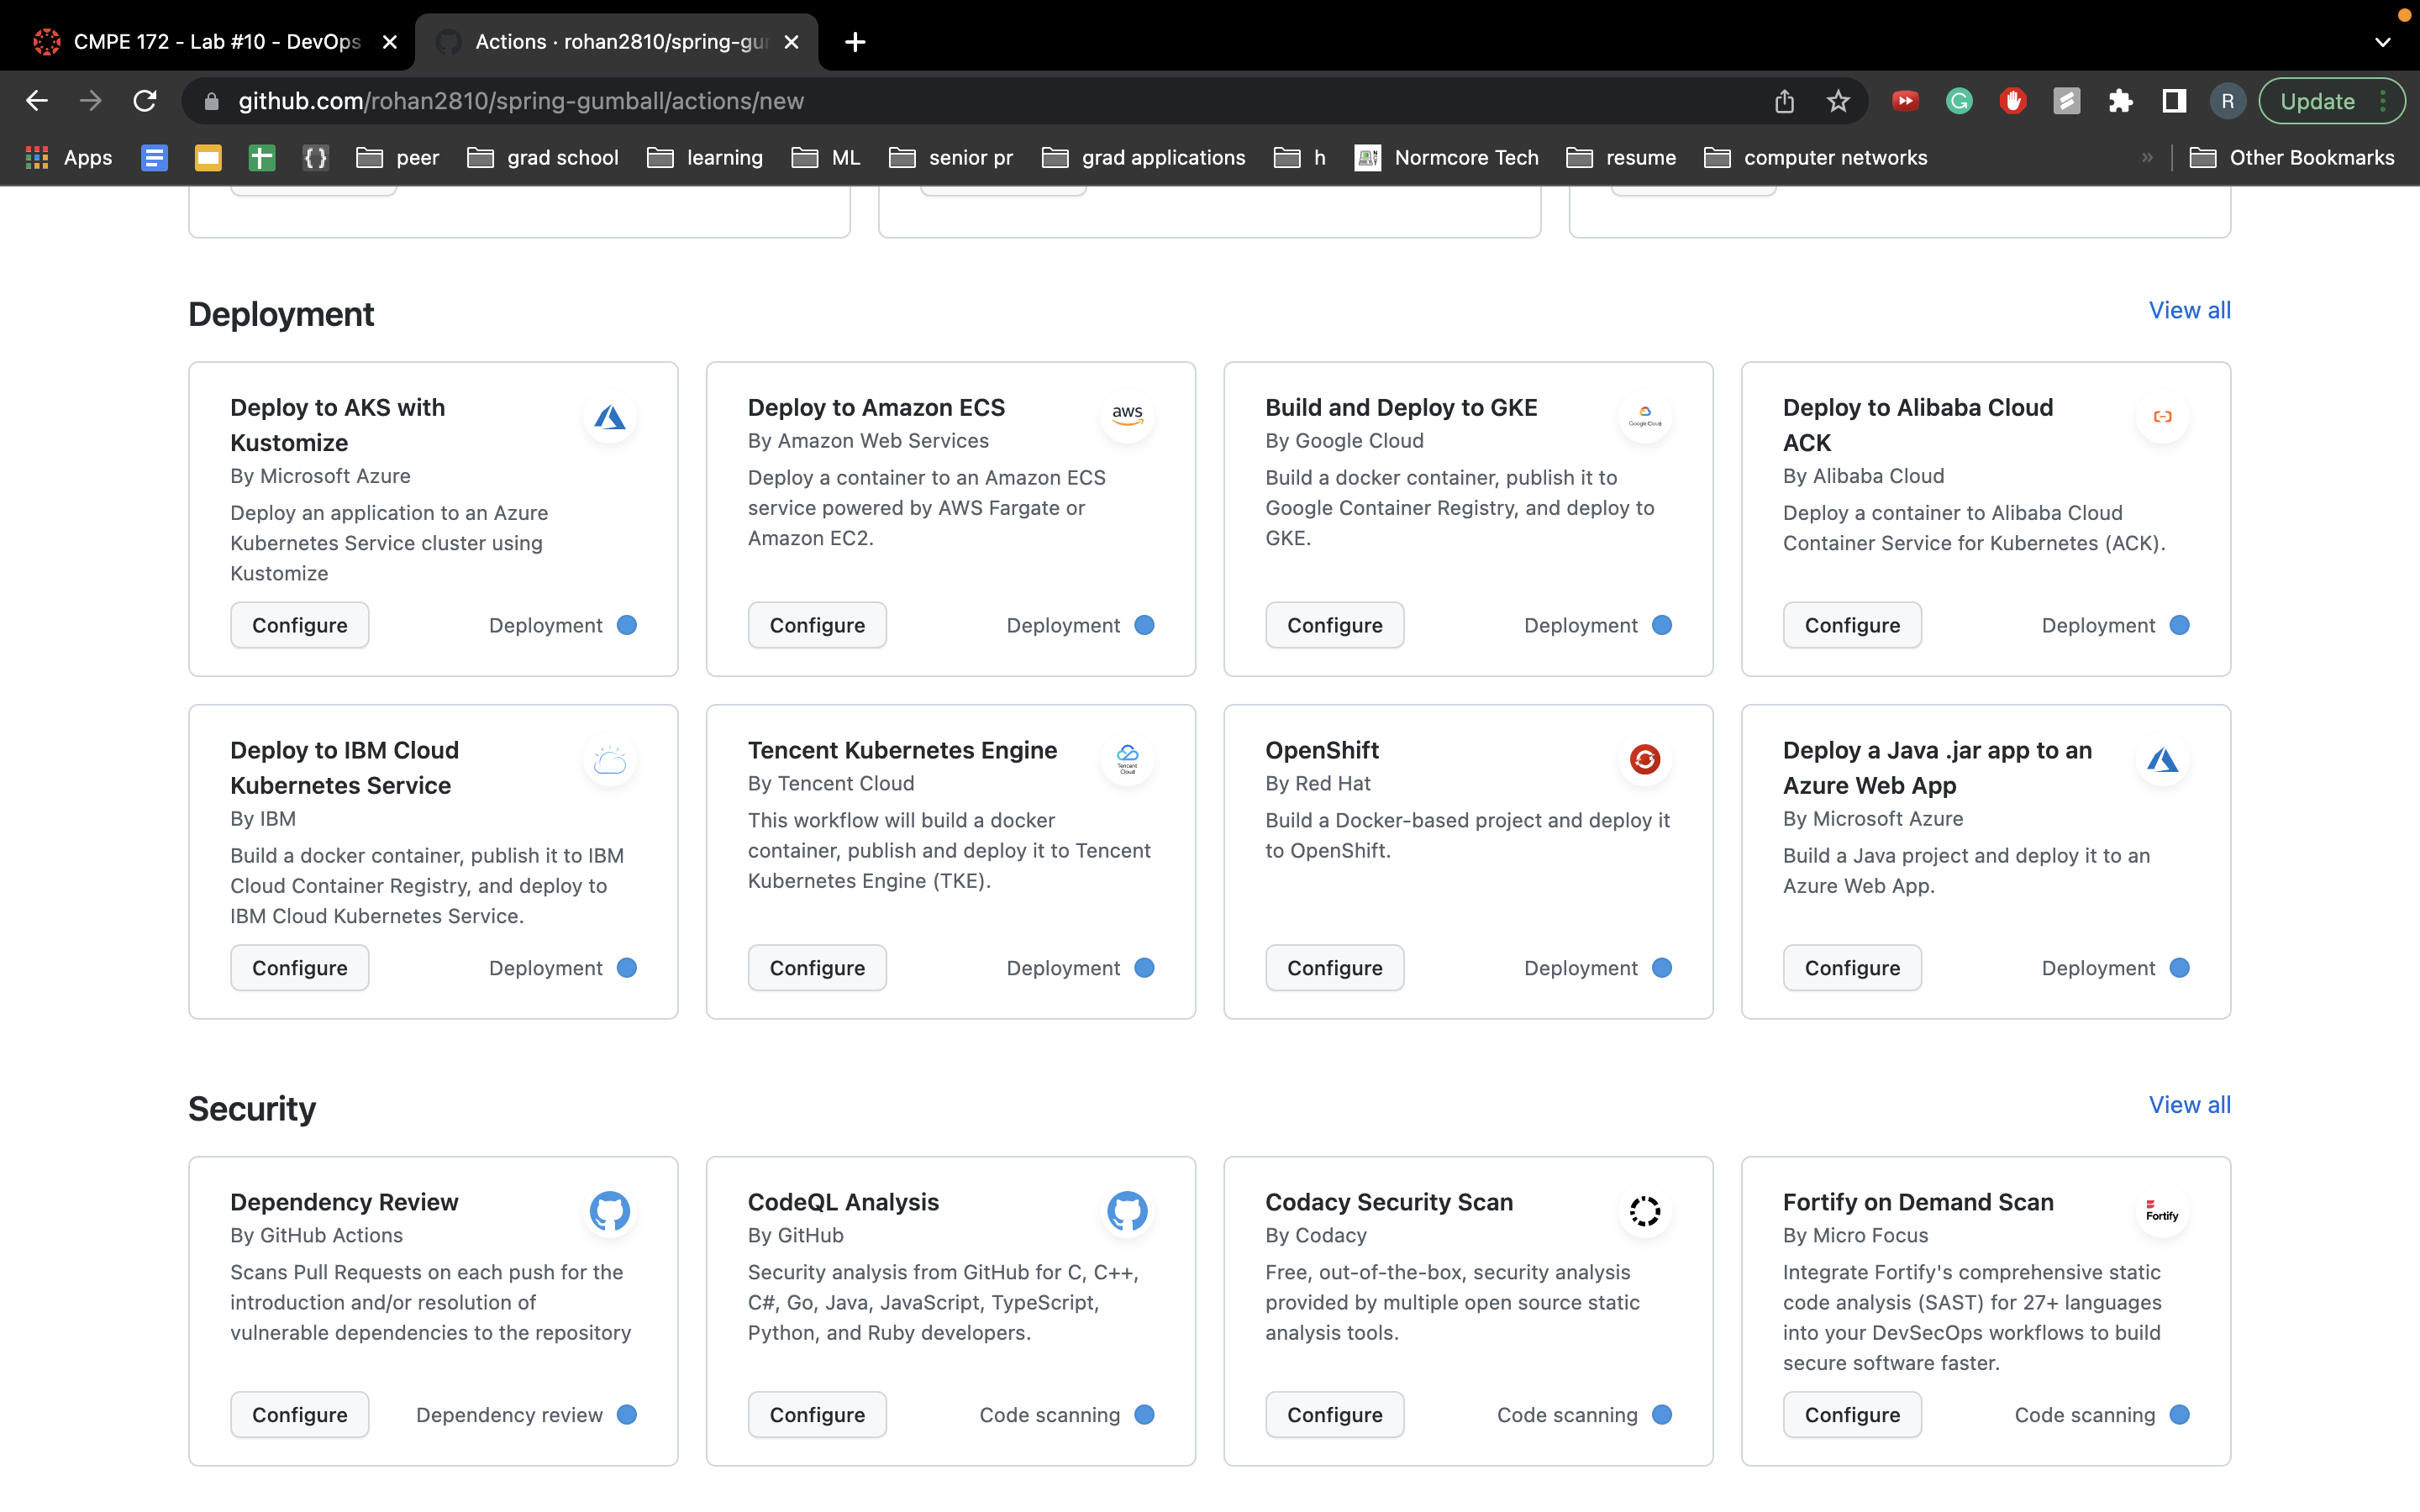 CMPE 172 - Lab #10 - DevOps
Actions · rohan2810/spring-gum
github.com/rohan2810/spring-gumball/actions/new
R
Update
Apps
{ }
peer
grad school
learning
ML
senior pr
grad applications
h
Normcore Tech
resume
computer networks
»
Other Bookmarks
Deployment
View all
Deploy to AKS with
Kustomize
By Microsoft Azure
Deploy an application to an Azure
Kubernetes Service cluster using
Kustomize
Configure
Deployment
Deploy to Amazon ECS
aws
By Amazon Web Services
Deploy a container to an Amazon ECS
service powered by AWS Fargate or
Amazon EC2.
Configure
Deployment
Build and Deploy to GKE
Google Cloud
By Google Cloud
Build a docker container, publish it to
Google Container Registry, and deploy to
GKE.
Configure
Deployment
Deploy to Alibaba Cloud
ACK
By Alibaba Cloud
Deploy a container to Alibaba Cloud
Container Service for Kubernetes (ACK).
Configure
Deployment
Deploy to IBM Cloud
Kubernetes Service
By IBM
Build a docker container, publish it to IBM
Cloud Container Registry, and deploy to
IBM Cloud Kubernetes Service.
Configure
Deployment
Tencent Kubernetes Engine
Tencent
Cloud
By Tencent Cloud
This workflow will build a docker
container, publish and deploy it to Tencent
Kubernetes Engine (TKE).
Configure
Deployment
OpenShift
By Red Hat
Build a Docker-based project and deploy it
to OpenShift.
Configure
Deployment
Deploy a Java .jar app to an
Azure Web App
By Microsoft Azure
Build a Java project and deploy it to an
Azure Web App.
Configure
Deployment
Security
View all
Dependency Review
By GitHub Actions
Scans Pull Requests on each push for the
introduction and/or resolution of
vulnerable dependencies to the repository
Configure
Dependency review
CodeQL Analysis
By GitHub
Security analysis from GitHub for C, C++,
C#, Go, Java, JavaScript, TypeScript,
Python, and Ruby developers.
Configure
Code scanning
Codacy Security Scan
By Codacy
Free, out-of-the-box, security analysis
provided by multiple open source static
analysis tools.
Configure
Code scanning
Fortify on Demand Scan
Fortify
By Micro Focus
Integrate Fortify's comprehensive static
code analysis (SAST) for 27+ languages
into your DevSecOps workflows to build
secure software faster.
Configure
Code scanning